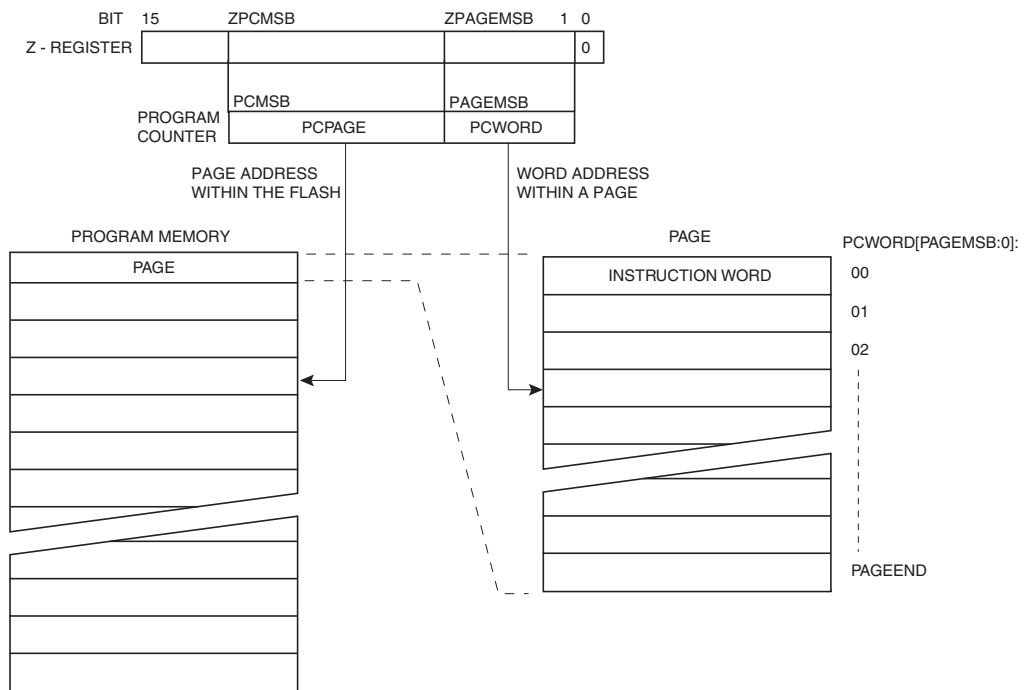 BIT 15 ZPCMSB ZPAGEMSB 1 0
Z - REGISTER 0
PCMSB PAGEMSB
PROGRAM
COUNTER
PCPAGE PCWORD
PAGE ADDRESS
WITHIN THE FLASH
WORD ADDRESS
WITHIN A PAGE
PROGRAM MEMORY
PAGE
PAGE
PCWORD[PAGEMSB:0]:
INSTRUCTION WORD 00
01
02
PAGEEND